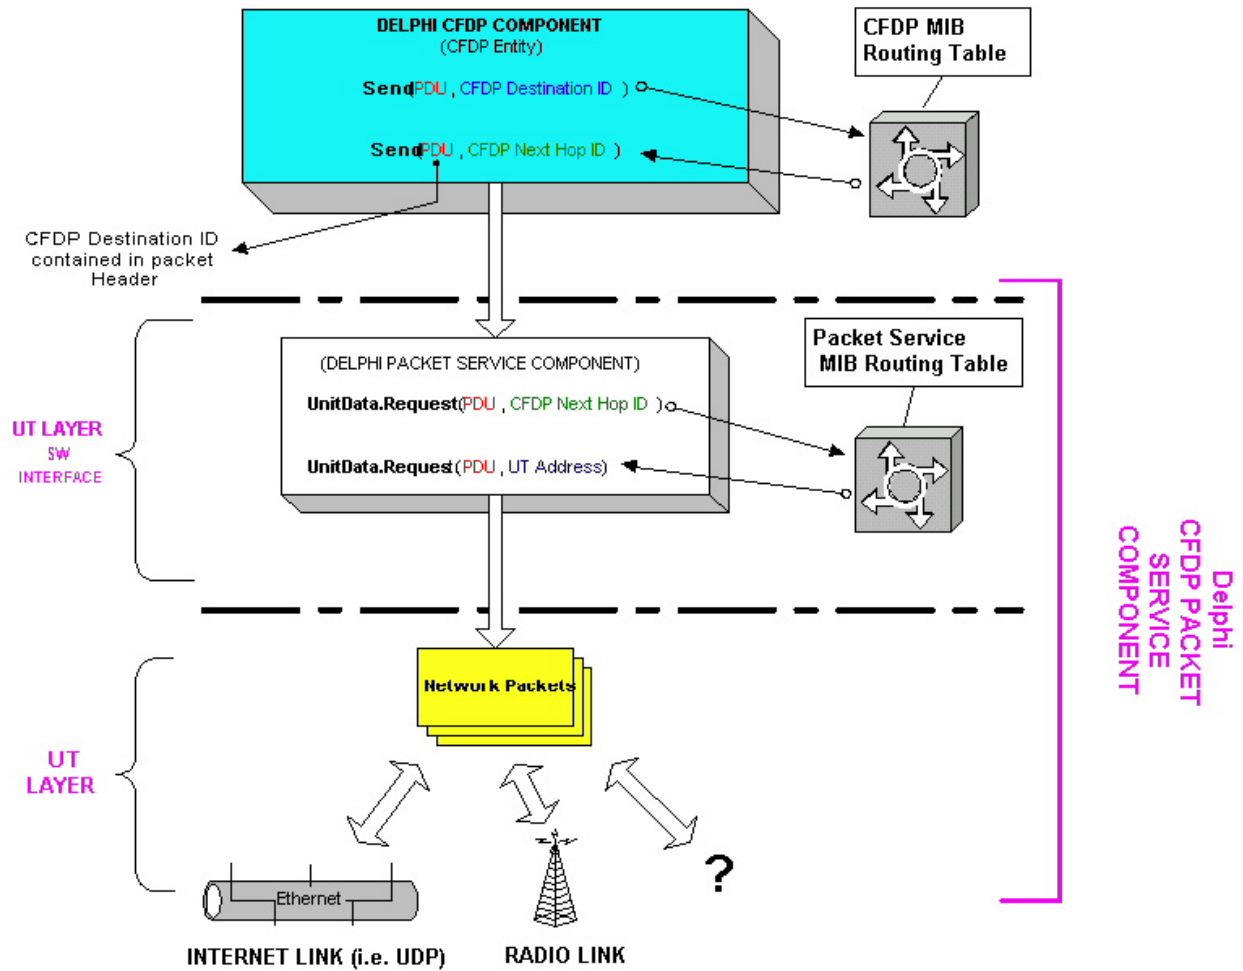 DELPHI CFDP COMPONENT
(CFDP Entity)
Send(PDU , CFDP Destination ID )
Send(PDU , CFDP Next Hop ID )
CFDP MIB
Routing Table
CFDP Destination ID
contained in packet
Header
(DELPHI PACKET SERVICE COMPONENT)
UnitData.Request(PDU , CFDP Next Hop ID )
UnitData.Request(PDU , UT Address)
Packet Service
MIB Routing Table
UT LAYER
SW
INTERFACE
Delphi
CFDP PACKET
SERVICE
COMPONENT
Network Packets
UT
LAYER
?
Ethernet
INTERNET LINK (i.e. UDP)
RADIO LINK